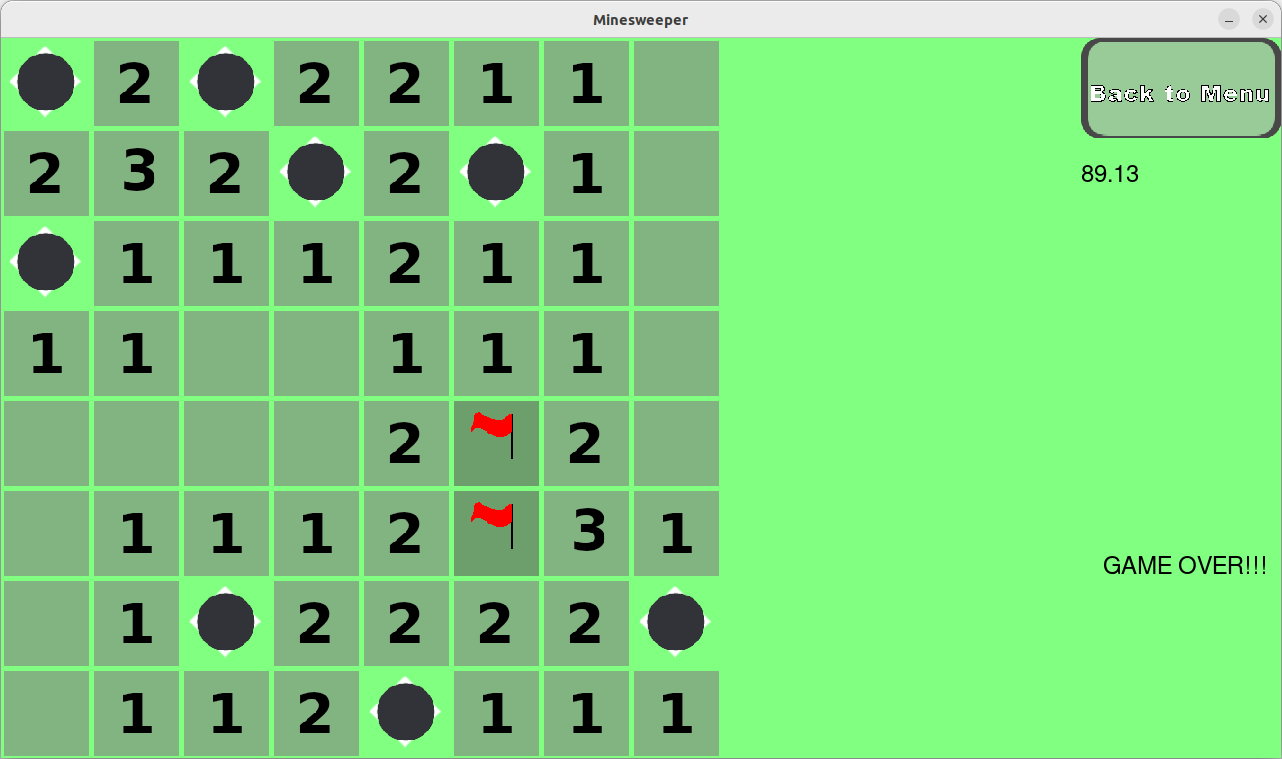 Minesweeper
2 2 2 1 1
Back to Menu
2 3 2 2 1
89.13
1 1 1 2 1 1
1 1 1 1 1
2 2
1 1 1 2 3 1
GAME OVER!!!
1 2 2 2 2
1 1 2 1 1 1